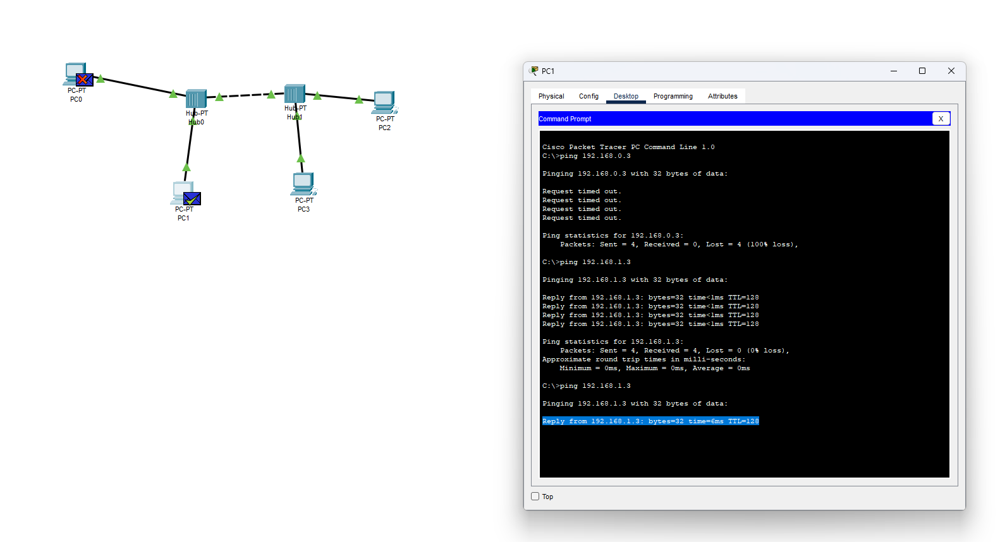 PC-PT
PC0
Hub-PT
Hub0
Hub-PT
Hub1
PC-PT
PC2
PC-PT
PC1
PC-PT
PC3
PC1
Physical Config Desktop Programming Attributes
Command Prompt
X
Cisco Packet Tracer PC Command Line 1.0
C:\>ping 192.168.0.3
Pinging 192.168.0.3 with 32 bytes of data:
Request timed out.
Request timed out.
Request timed out.
Request timed out.
Ping statistics for 192.168.0.3:
Packets: Sent = 4, Received = 0, Lost = 4 (100% loss),
C:\>ping 192.168.1.3
Pinging 192.168.1.3 with 32 bytes of data:
Reply from 192.168.1.3: bytes=32 time<1ms TTL=128
Reply from 192.168.1.3: bytes=32 time<1ms TTL=128
Reply from 192.168.1.3: bytes=32 time<1ms TTL=128
Reply from 192.168.1.3: bytes=32 time<1ms TTL=128
Ping statistics for 192.168.1.3:
Packets: Sent = 4, Received = 4, Lost = 0 (0% loss),
Approximate round trip times in milli-seconds:
Minimum = 0ms, Maximum = 0ms, Average = 0ms
C:\>ping 192.168.1.3
Pinging 192.168.1.3 with 32 bytes of data:
Reply from 192.168.1.3: bytes=32 time=6ms TTL=128
Top